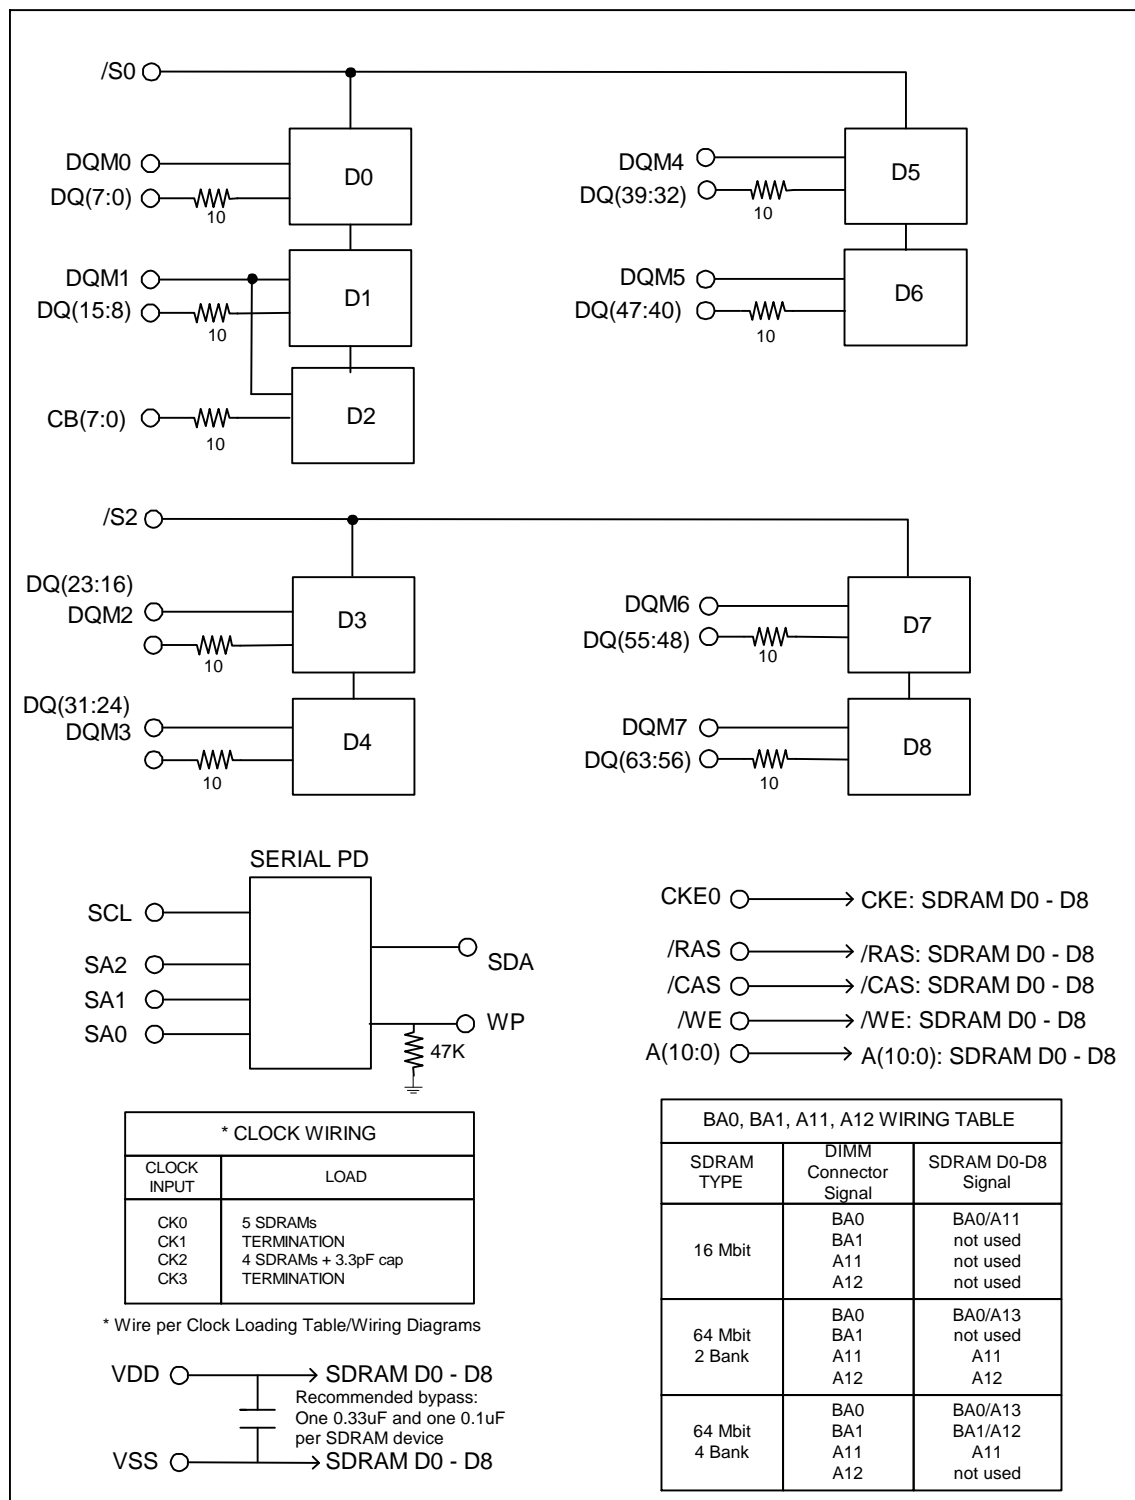 /S0
DQM0
DQ(7:0)
10
D0
DQM4
DQ(39:32)
10
D5
DQM1
DQ(15:8)
10
D1
DQM5
DQ(47:40)
10
D6
CB(7:0)
10
D2
/S2
DQ(23:16)
DQM2
10
D3
DQM6
DQ(55:48)
10
D7
DQ(31:24)
DQM3
10
D4
DQM7
DQ(63:56)
10
D8
SERIAL PD
SCL
SA2
SA1
SA0
SDA
WP
47K
CKE0
CKE: SDRAM D0 - D8
/RAS
/RAS: SDRAM D0 - D8
/CAS
/CAS: SDRAM D0 - D8
/WE
/WE: SDRAM D0 - D8
A(10:0)
A(10:0): SDRAM D0 - D8
* CLOCK WIRING
CLOCK INPUT
LOAD
CK0 5 SDRAMs
CK1 TERMINATION
CK2 4 SDRAMs + 3.3pF cap
CK3 TERMINATION
* Wire per Clock Loading Table/Wiring Diagrams
VDD
SDRAM D0 - D8
Recommended bypass:
One 0.33uF and one 0.1uF
per SDRAM device
VSS
SDRAM D0 - D8
BA0, BA1, A11, A12 WIRING TABLE
SDRAM TYPE
DIMM Connector Signal
SDRAM D0-D8 Signal
16 Mbit
BA0 BA0/A11
BA1 not used
A11 not used
A12 not used
64 Mbit
2 Bank
BA0 BA0/A13
BA1 not used
A11 A11
A12 A12
64 Mbit
4 Bank
BA0 BA0/A13
BA1 BA1/A12
A11 A11
A12 not used